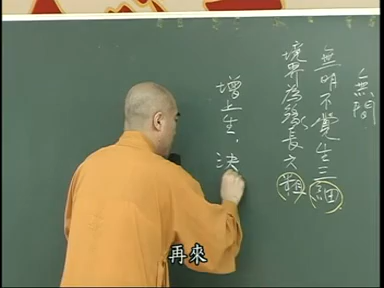 無間
無明不覺生三細
境界為緣長六粗
增上生、決
再來